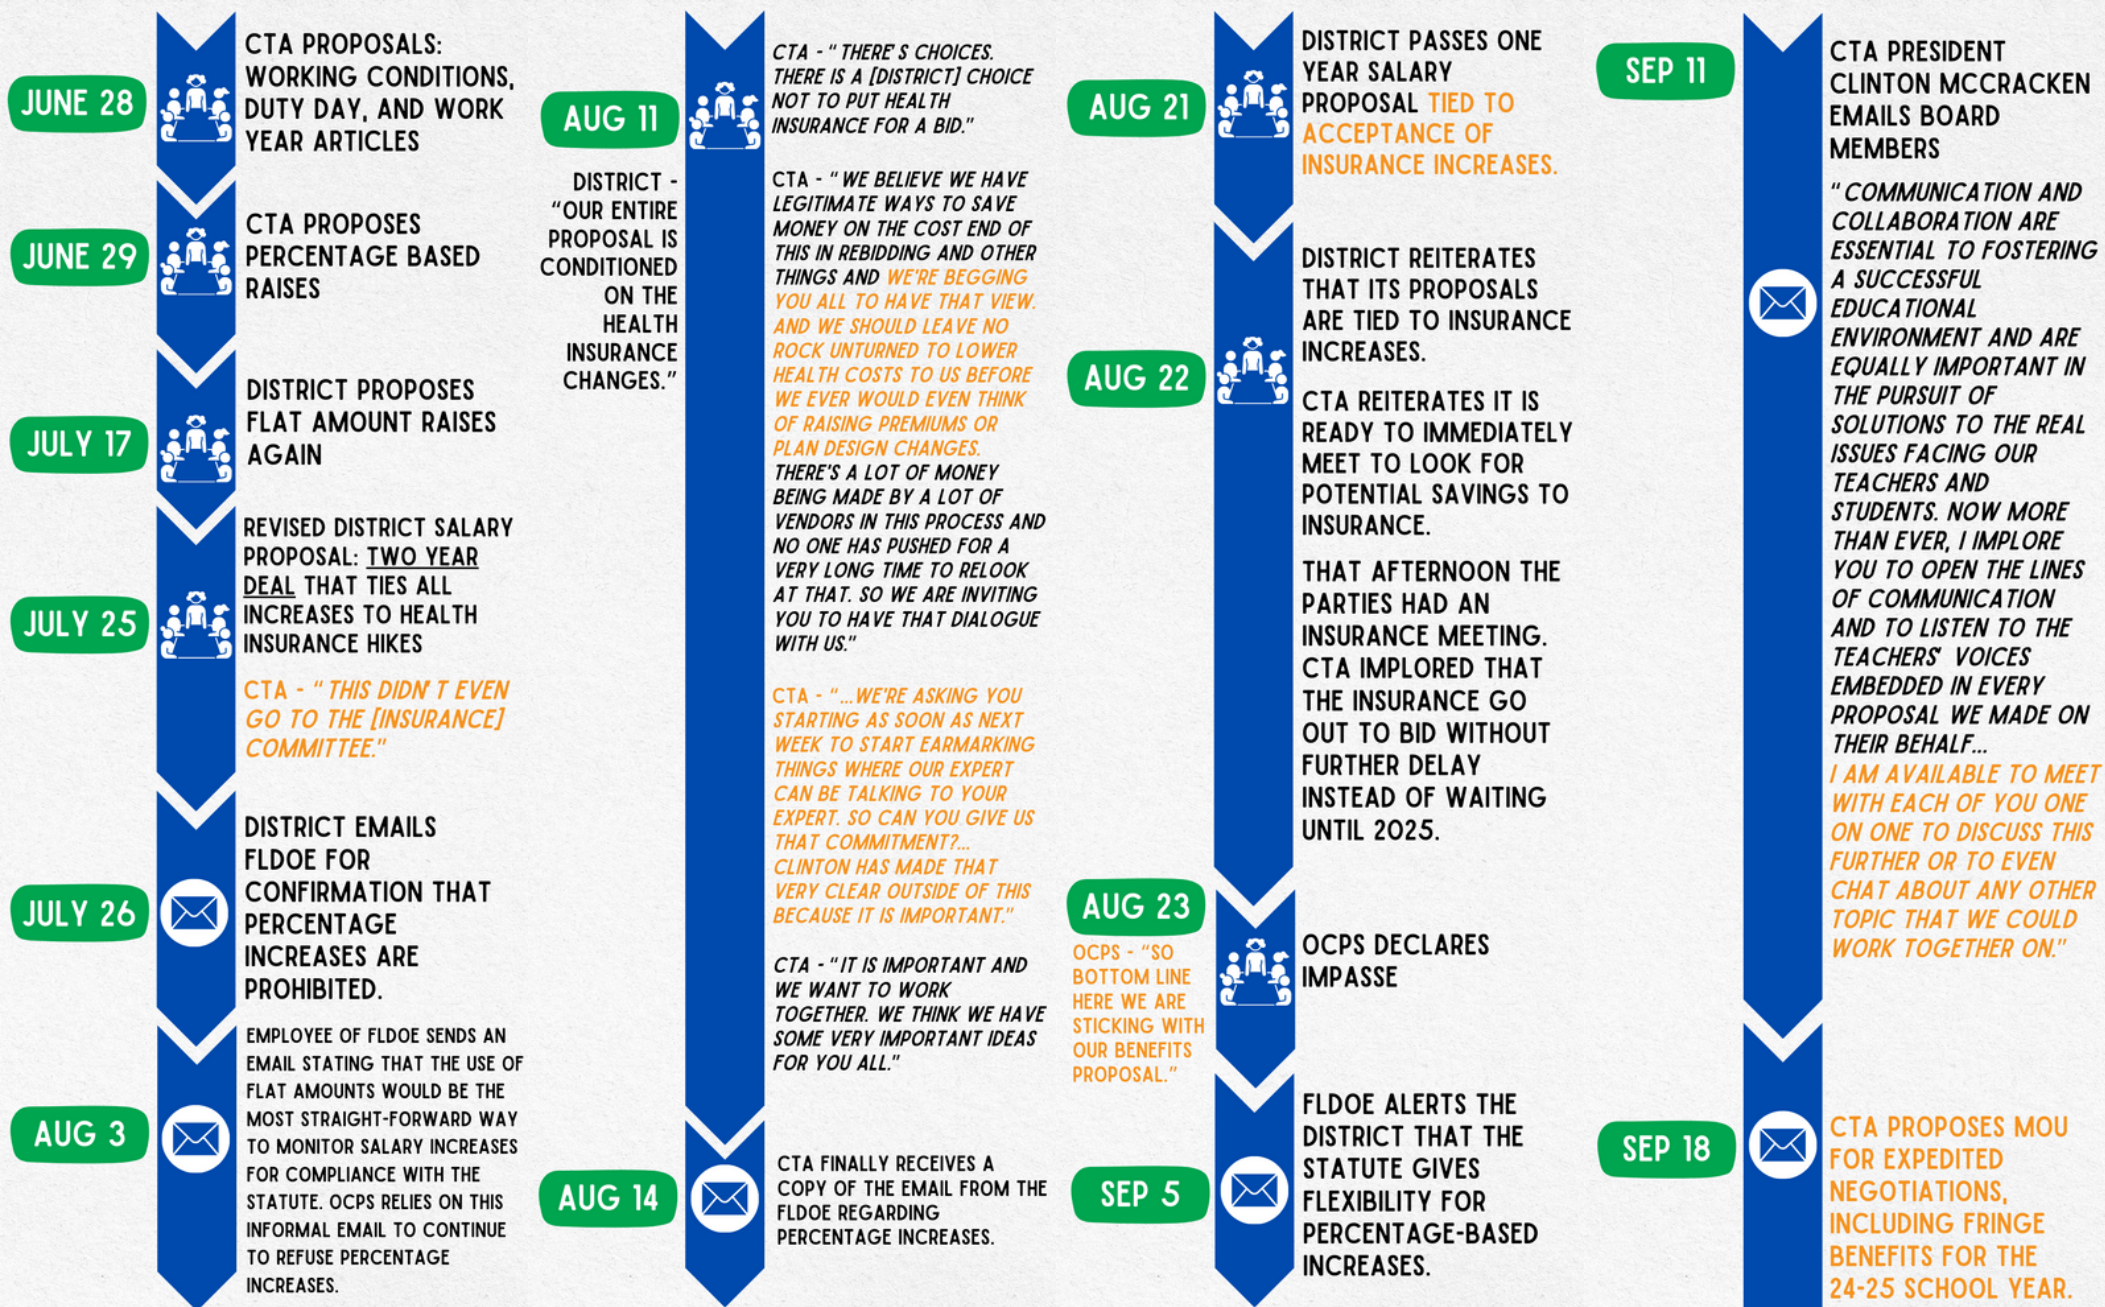 JUNE 28
CTA PROPOSALS:
WORKING CONDITIONS,
DUTY DAY, AND WORK
YEAR ARTICLES
JUNE 29
CTA PROPOSES
PERCENTAGE BASED
RAISES
JULY 17
DISTRICT PROPOSES
FLAT AMOUNT RAISES
AGAIN
JULY 25
REVISED DISTRICT SALARY
PROPOSAL: TWO YEAR
DEAL THAT TIES ALL
INCREASES TO HEALTH
INSURANCE HIKES
CTA - "THIS DIDN'T EVEN
GO TO THE [INSURANCE]
COMMITTEE."
JULY 26
DISTRICT EMAILS
FLDOE FOR
CONFIRMATION THAT
PERCENTAGE
INCREASES ARE
PROHIBITED.
AUG 3
EMPLOYEE OF FLDOE SENDS AN
EMAIL STATING THAT THE USE OF
FLAT AMOUNTS WOULD BE THE
MOST STRAIGHT-FORWARD WAY
TO MONITOR SALARY INCREASES
FOR COMPLIANCE WITH THE
STATUTE. OCPS RELIES ON THIS
INFORMAL EMAIL TO CONTINUE
TO REFUSE PERCENTAGE
INCREASES.
AUG 11
DISTRICT -
"OUR ENTIRE
PROPOSAL IS
CONDITIONED
ON THE
HEALTH
INSURANCE
CHANGES."
CTA - "THERE'S CHOICES.
THERE IS A [DISTRICT] CHOICE
NOT TO PUT HEALTH
INSURANCE FOR A BID."
CTA - "WE BELIEVE WE HAVE
LEGITIMATE WAYS TO SAVE
MONEY ON THE COST END OF
THIS IN REBIDDING AND OTHER
THINGS AND WE'RE BEGGING
YOU ALL TO HAVE THAT VIEW.
AND WE SHOULD LEAVE NO
ROCK UNTURNED TO LOWER
HEALTH COSTS TO US BEFORE
WE EVER WOULD EVEN THINK
OF RAISING PREMIUMS OR
PLAN DESIGN CHANGES.
THERE'S A LOT OF MONEY
BEING MADE BY A LOT OF
VENDORS IN THIS PROCESS AND
NO ONE HAS PUSHED FOR A
VERY LONG TIME TO RELOOK
AT THAT. SO WE ARE INVITING
YOU TO HAVE THAT DIALOGUE
WITH US."
CTA - "...WE'RE ASKING YOU
STARTING AS SOON AS NEXT
WEEK TO START EARMARKING
THINGS WHERE OUR EXPERT
CAN BE TALKING TO YOUR
EXPERT. SO CAN YOU GIVE US
THAT COMMITMENT?...
CLINTON HAS MADE THAT
VERY CLEAR OUTSIDE OF THIS
BECAUSE IT IS IMPORTANT."
CTA - "IT IS IMPORTANT AND
WE WANT TO WORK
TOGETHER. WE THINK WE HAVE
SOME VERY IMPORTANT IDEAS
FOR YOU ALL."
AUG 14
CTA FINALLY RECEIVES A
COPY OF THE EMAIL FROM THE
FLDOE REGARDING
PERCENTAGE INCREASES.
AUG 21
DISTRICT PASSES ONE
YEAR SALARY
PROPOSAL TIED TO
ACCEPTANCE OF
INSURANCE INCREASES.
AUG 22
DISTRICT REITERATES
THAT ITS PROPOSALS
ARE TIED TO INSURANCE
INCREASES.
CTA REITERATES IT IS
READY TO IMMEDIATELY
MEET TO LOOK FOR
POTENTIAL SAVINGS TO
INSURANCE.
THAT AFTERNOON THE
PARTIES HAD AN
INSURANCE MEETING.
CTA IMPLORED THAT
THE INSURANCE GO
OUT TO BID WITHOUT
FURTHER DELAY
INSTEAD OF WAITING
UNTIL 2025.
AUG 23
OCPS - "SO
BOTTOM LINE
HERE WE ARE
STICKING WITH
OUR BENEFITS
PROPOSAL."
OCPS DECLARES
IMPASSE
SEP 5
FLDOE ALERTS THE
DISTRICT THAT THE
STATUTE GIVES
FLEXIBILITY FOR
PERCENTAGE-BASED
INCREASES.
SEP 11
CTA PRESIDENT
CLINTON MCCRACKEN
EMAILS BOARD
MEMBERS
"COMMUNICATION AND
COLLABORATION ARE
ESSENTIAL TO FOSTERING
A SUCCESSFUL
EDUCATIONAL
ENVIRONMENT AND ARE
EQUALLY IMPORTANT IN
THE PURSUIT OF
SOLUTIONS TO THE REAL
ISSUES FACING OUR
TEACHERS AND
STUDENTS. NOW MORE
THAN EVER, I IMPLORE
YOU TO OPEN THE LINES
OF COMMUNICATION
AND TO LISTEN TO THE
TEACHERS' VOICES
EMBEDDED IN EVERY
PROPOSAL WE MADE ON
THEIR BEHALF...
I AM AVAILABLE TO MEET
WITH EACH OF YOU ONE
ON ONE TO DISCUSS THIS
FURTHER OR TO EVEN
CHAT ABOUT ANY OTHER
TOPIC THAT WE COULD
WORK TOGETHER ON."
SEP 18
CTA PROPOSES MOU
FOR EXPEDITED
NEGOTIATIONS,
INCLUDING FRINGE
BENEFITS FOR THE
24-25 SCHOOL YEAR.